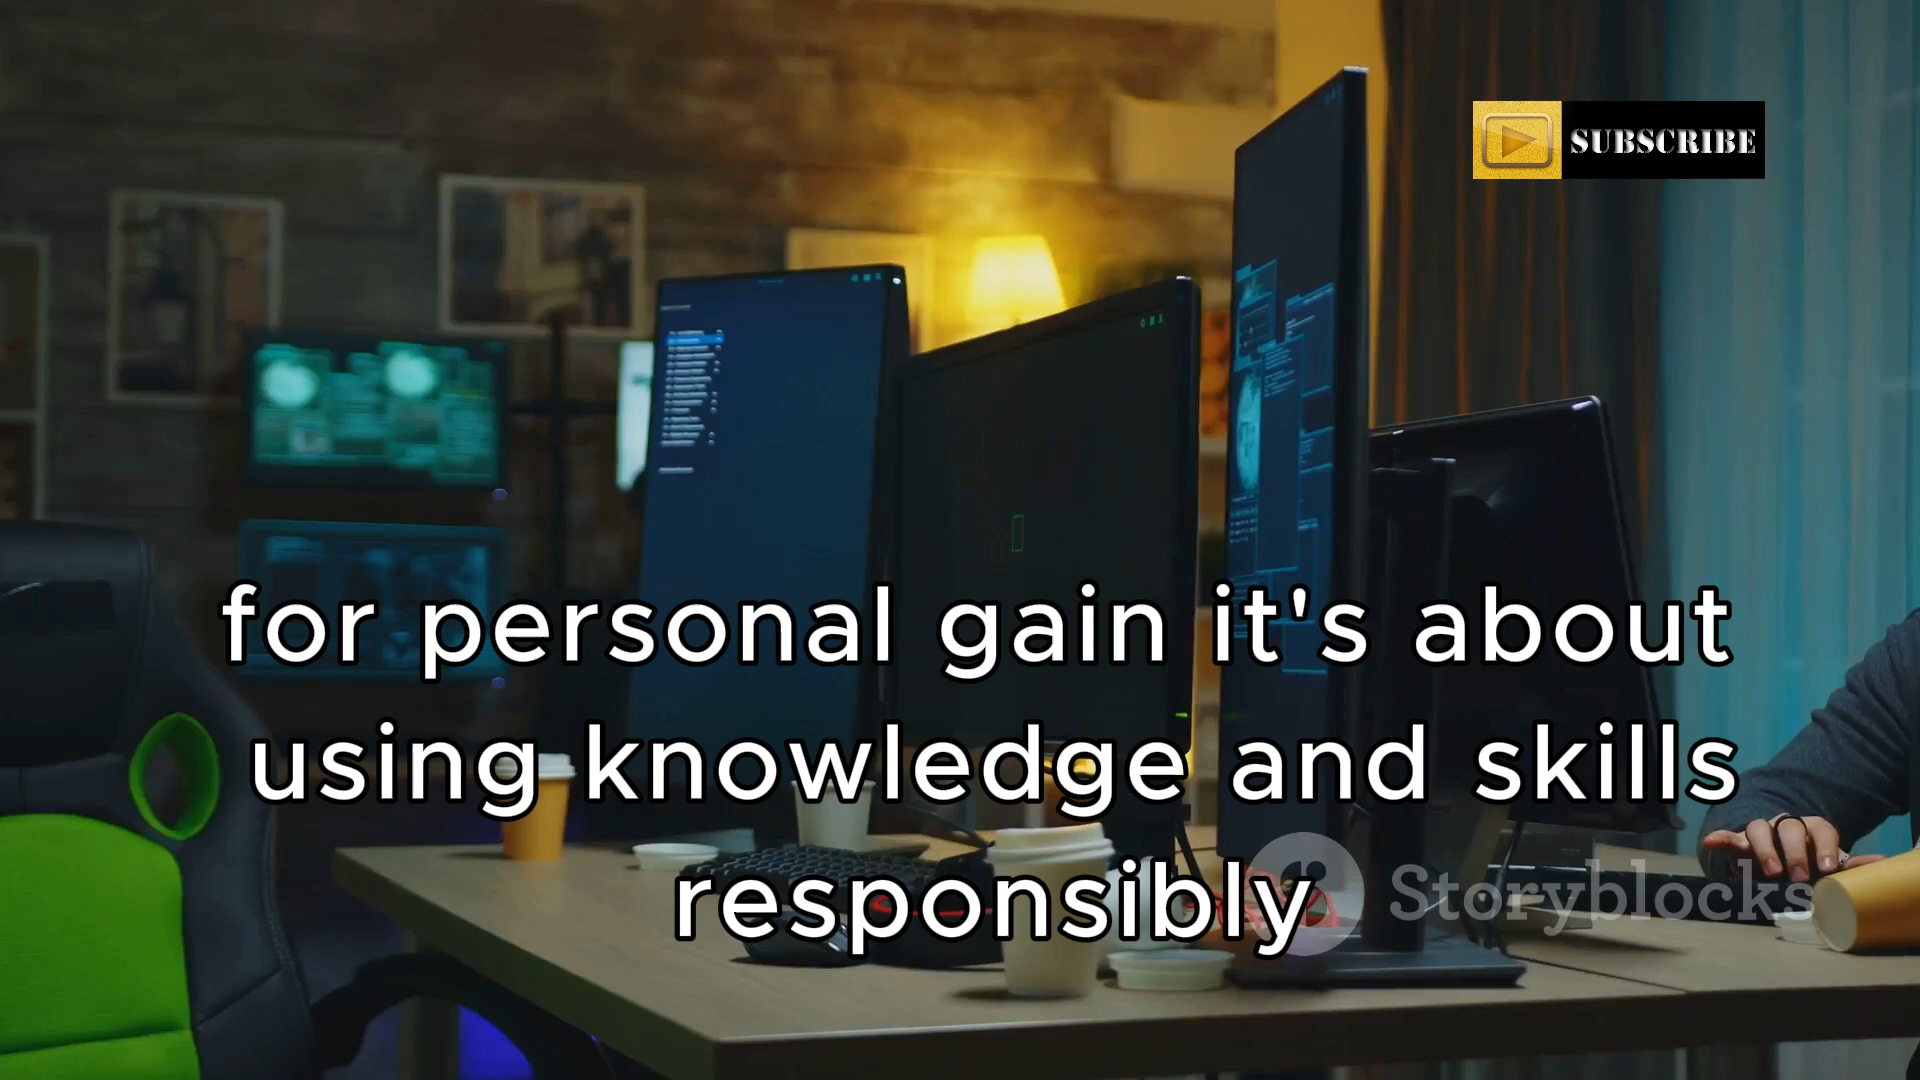 SUBSCRIBE
for personal gain it's about
using knowledge and skills
responsibly
Storyblocks